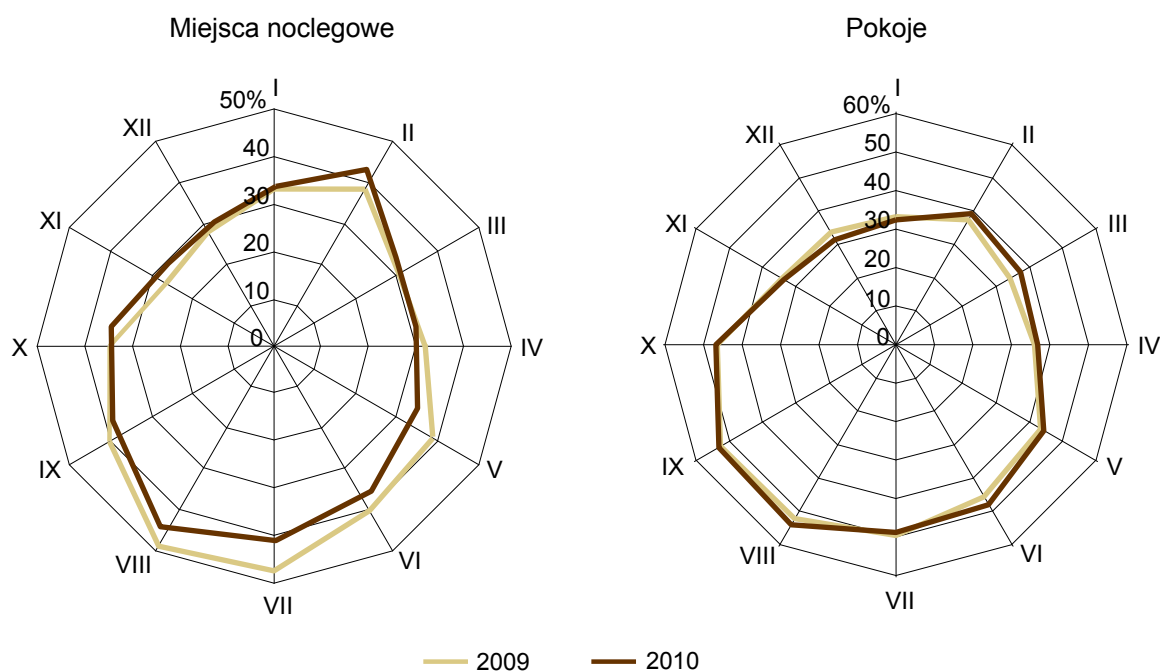 Miejsca noclegowe
I
II
III
IV
V
VI
VII
VIII
IX
X
XI
XII
50%
40
30
20
10
0
Pokoje
I
II
III
IV
V
VI
VII
VIII
IX
X
XI
XII
60%
50
40
30
20
10
0
2009
2010